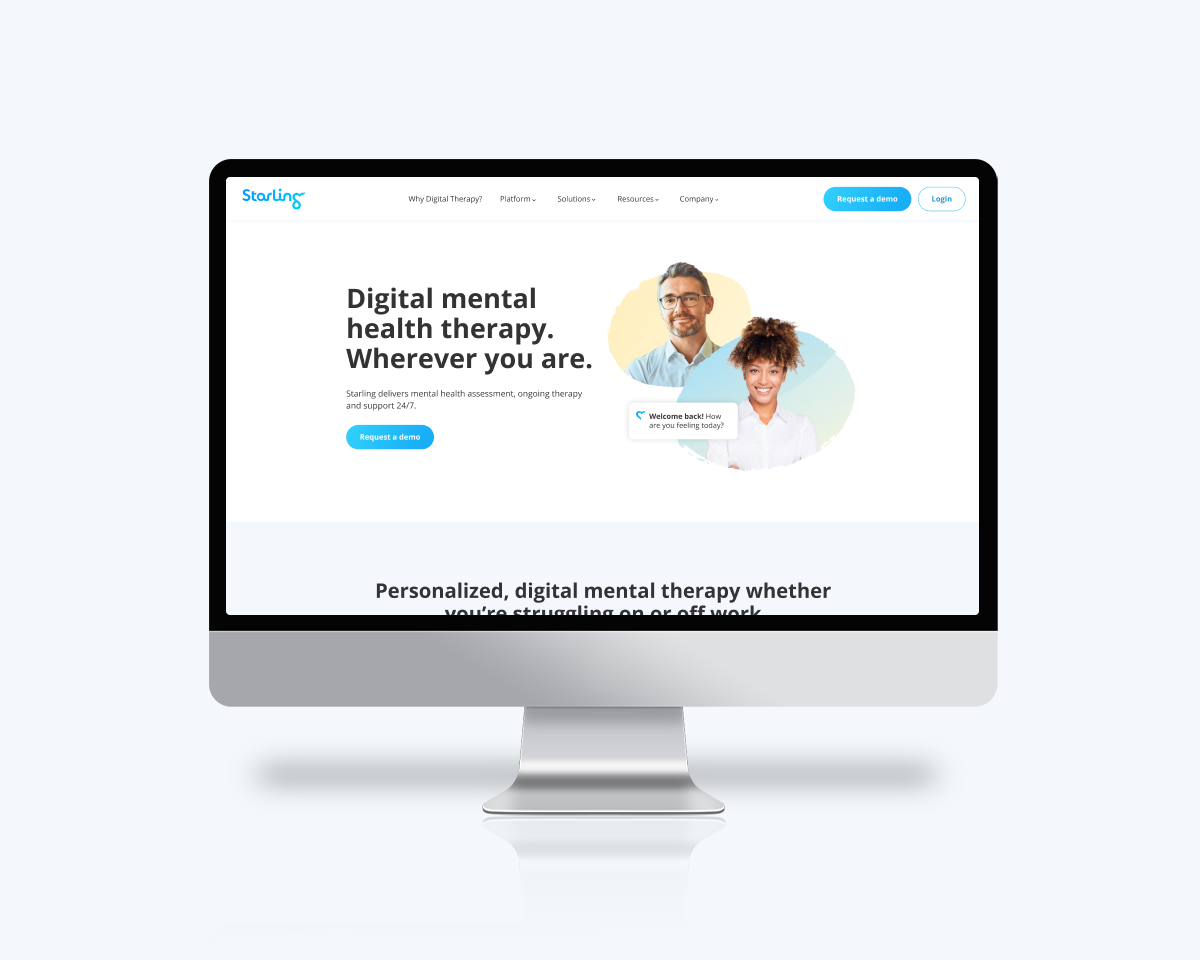 Starling
Why Digital Therapy?
Platform
Solutions
Resources
Company
Request a demo
Login
Digital mental
health therapy.
Wherever you are.
Starling delivers mental health assessment, ongoing therapy
and support 24/7.
Request a demo
Welcome back! How
are you feeling today?
Personalized, digital mental therapy whether
you’re struggling on or off work